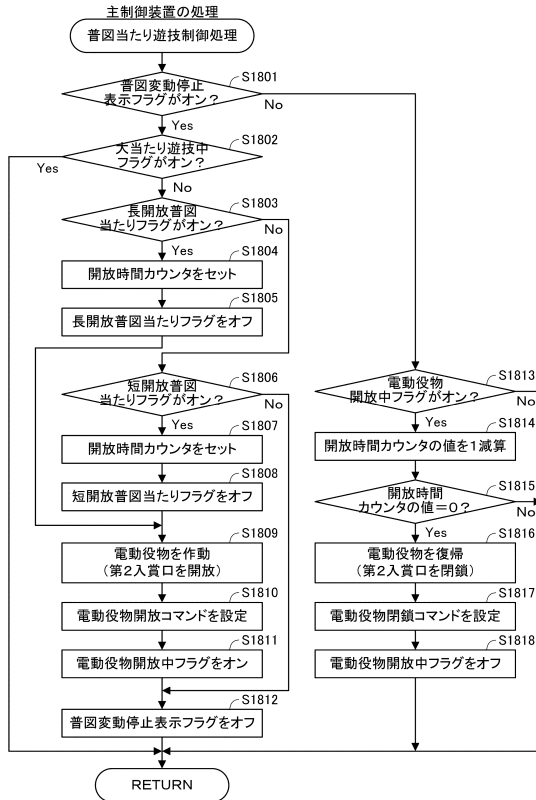 主制御装置の処理
普図当たり遊技制御処理
S1801
普図変動停止
表示フラグがオン?
No
Yes
S1802
大当たり遊技中
フラグがオン?
Yes
No
S1803
長開放普図
当たりフラグがオン?
No
Yes
S1804
開放時間カウンタをセット
S1805
長開放普図当たりフラグをオフ
S1806
短開放普図
当たりフラグがオン?
No
Yes
S1807
開放時間カウンタをセット
S1808
短開放普図当たりフラグをオフ
S1809
電動役物を作動
(第2入賞口を開放)
S1810
電動役物開放コマンドを設定
S1811
電動役物開放中フラグをオン
S1812
普図変動停止表示フラグをオフ
RETURN
S1813
電動役物
開放中フラグがオン?
No
Yes
S1814
開放時間カウンタの値を1減算
S1815
開放時間
カウンタの値=0?
No
Yes
S1816
電動役物を復帰
(第2入賞口を閉鎖)
S1817
電動役物閉鎖コマンドを設定
S1818
電動役物開放中フラグをオフ